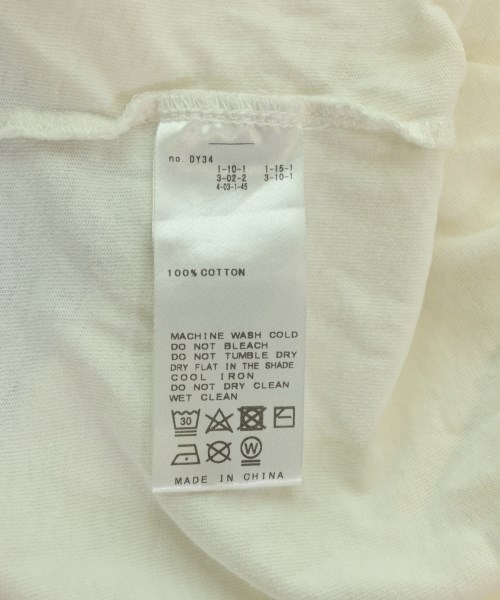 no. DY34
1-10-1 1-15-1
3-02-2 3-10-1
4-03-1-45
100% COTTON
MACHINE WASH COLD
DO NOT BLEACH
DO NOT TUMBLE DRY
DRY FLAT IN THE SHADE
COOL IRON
DO NOT DRY CLEAN
WET CLEAN
30
W
MADE IN CHINA